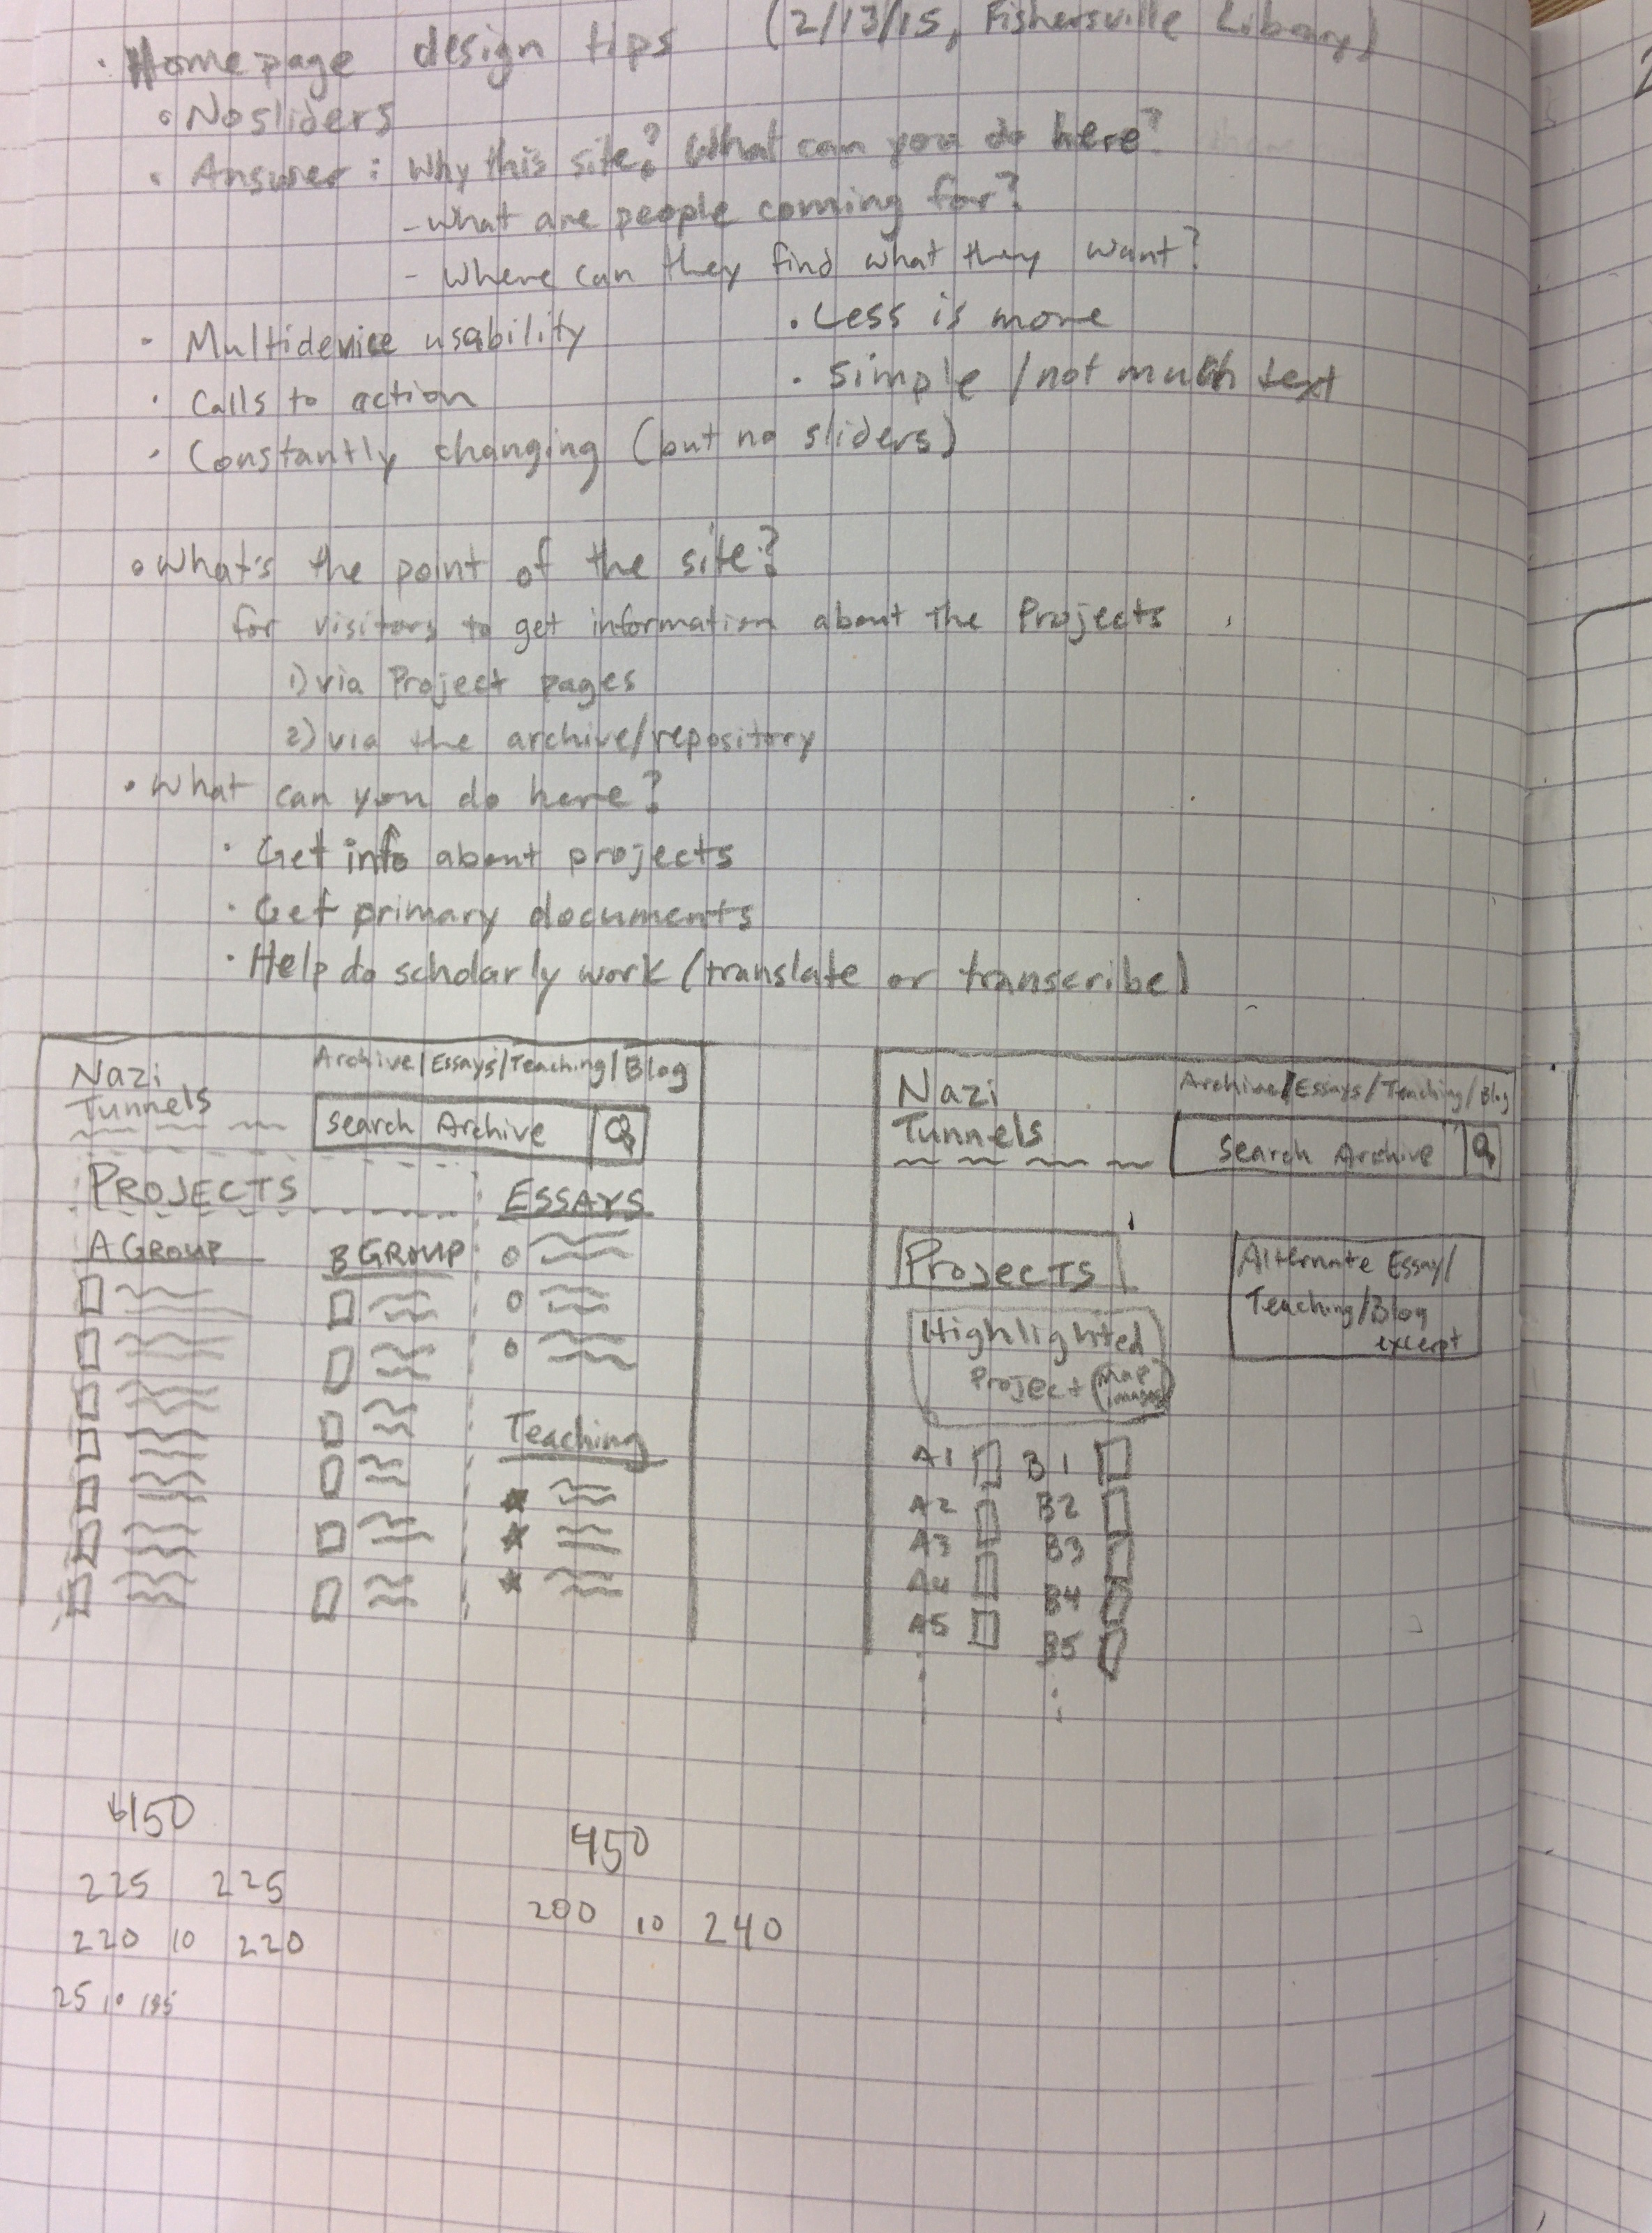 · Homepage design tips (2/13/15, Fishersville Library)
• No sliders
• Answer: Why this site? What can you do here?
- what are people coming for?
- where can they find what they want?
• Multidevice usability
• Calls to action
• Constantly changing (but no sliders)
• Less is more
• simple / not much text
• What's the point of the site?
for visitors to get information about the Projects
1) via Project pages
2) via the archive/repository
• What can you do here?
• Get info about projects
• Get primary documents
• Help do scholarly work (translate or transcribe)
Nazi
Tunnels
Archive/Essays/Teaching/Blog
Search Archive
PROJECTS
A GROUP
B GROUP
ESSAYS
Teaching
Nazi
Tunnels
Archive/Essays/Teaching/Blog
Search Archive
Projects
Highlighted
Project (map
Alternate Essay/
Teaching/Blog
exerpt
A1 B1
A2 B2
A3 B3
A4 B4
A5 B5
450
225 225
220 10 220
25 10 185
450
200 10 240